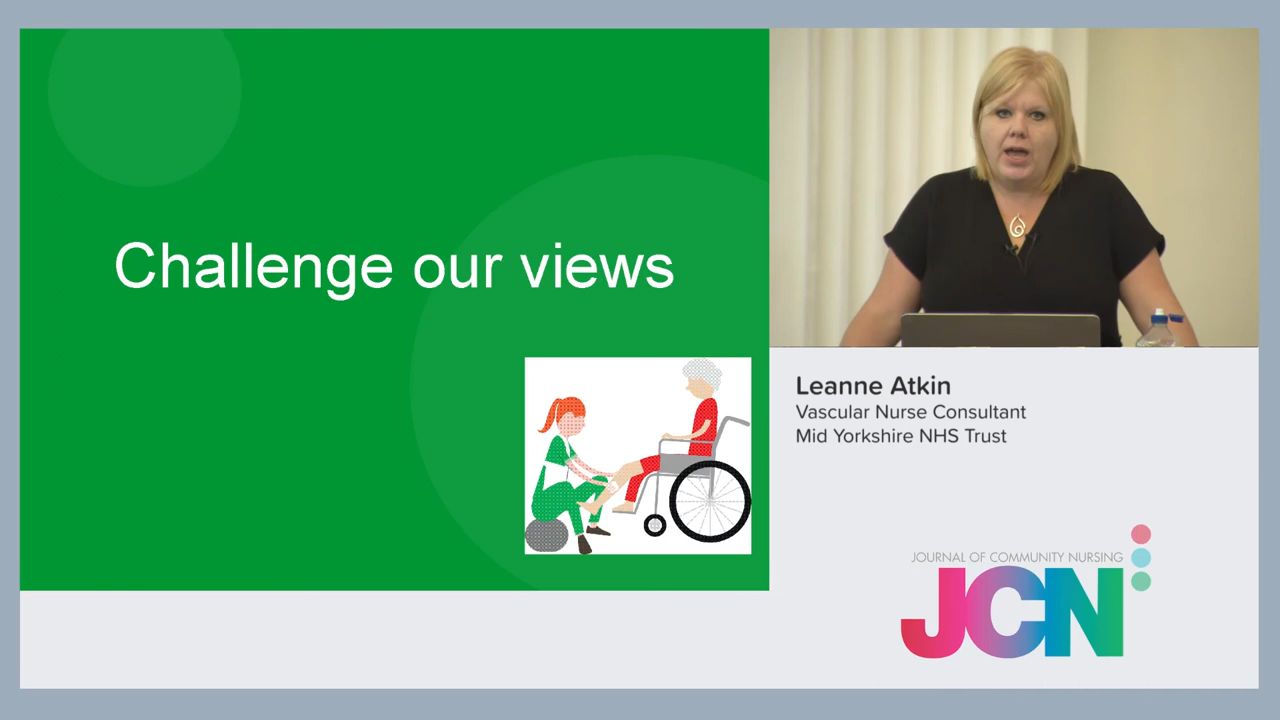 Challenge our views
Leanne Atkin
Vascular Nurse Consultant
Mid Yorkshire NHS Trust
JOURNAL OF COMMUNITY NURSING
JCN